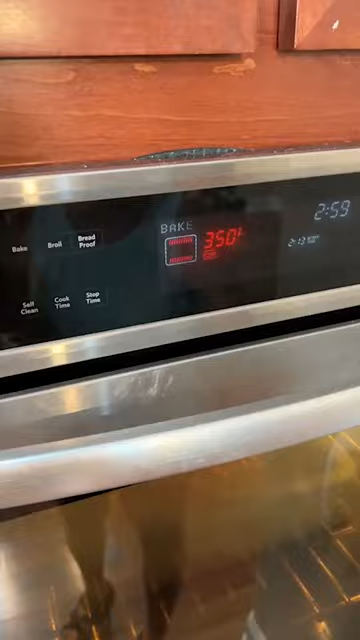 2:59
BAKE
350°
Bake
Broil
Bread
Proof
Self
Clean
Cook
Time
Stop
Time